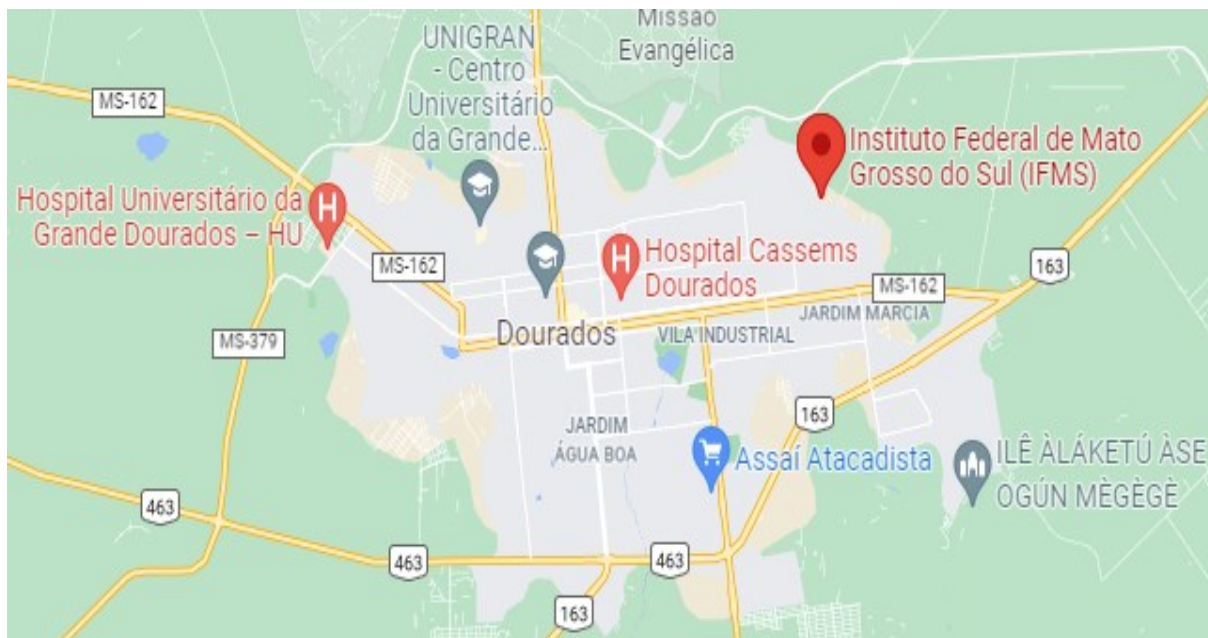 Missão
Evangélica
UNIGRAN
- Centro
Universitário
da Grande...
MS-162
Instituto Federal de Mato
Grosso do Sul (IFMS)
Hospital Universitário da
Grande Dourados – HU
MS-162
Hospital Cassems
Dourados
163
MS-162
JARDIM MARCIA
Dourados
VILA INDUSTRIAL
MS-379
163
JARDIM
ÁGUA BOA
Assaí Atacadista
ILÊ ÀLÁKETÚ ÀSE
OGÚN MÈGÈGÈ
463
463
463
163